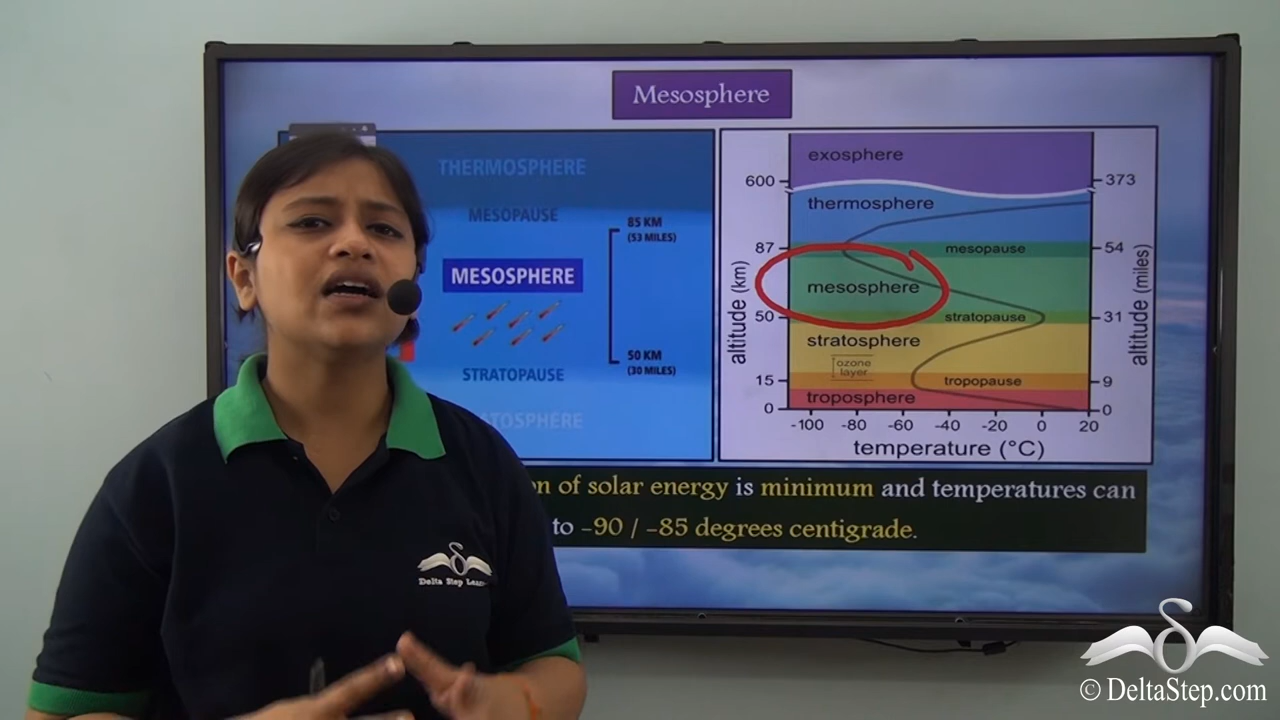 Mesosphere
THERMOSPHERE
MESOPAUSE
85 KM
(53 MILES)
MESOSPHERE
50 KM
(30 MILES)
STRATOPAUSE
exosphere
600
373
thermosphere
87
mesopause
54
mesosphere
50
stratopause
31
stratosphere
ozone
layer
15
tropopause
9
troposphere
0
0
-100 -80 -60 -40 -20 0 20
temperature (°C)
altitude (km)
altitude (miles)
of solar energy is minimum and temperatures can
to -90 / -85 degrees centigrade.
Delta Step
© DeltaStep.com